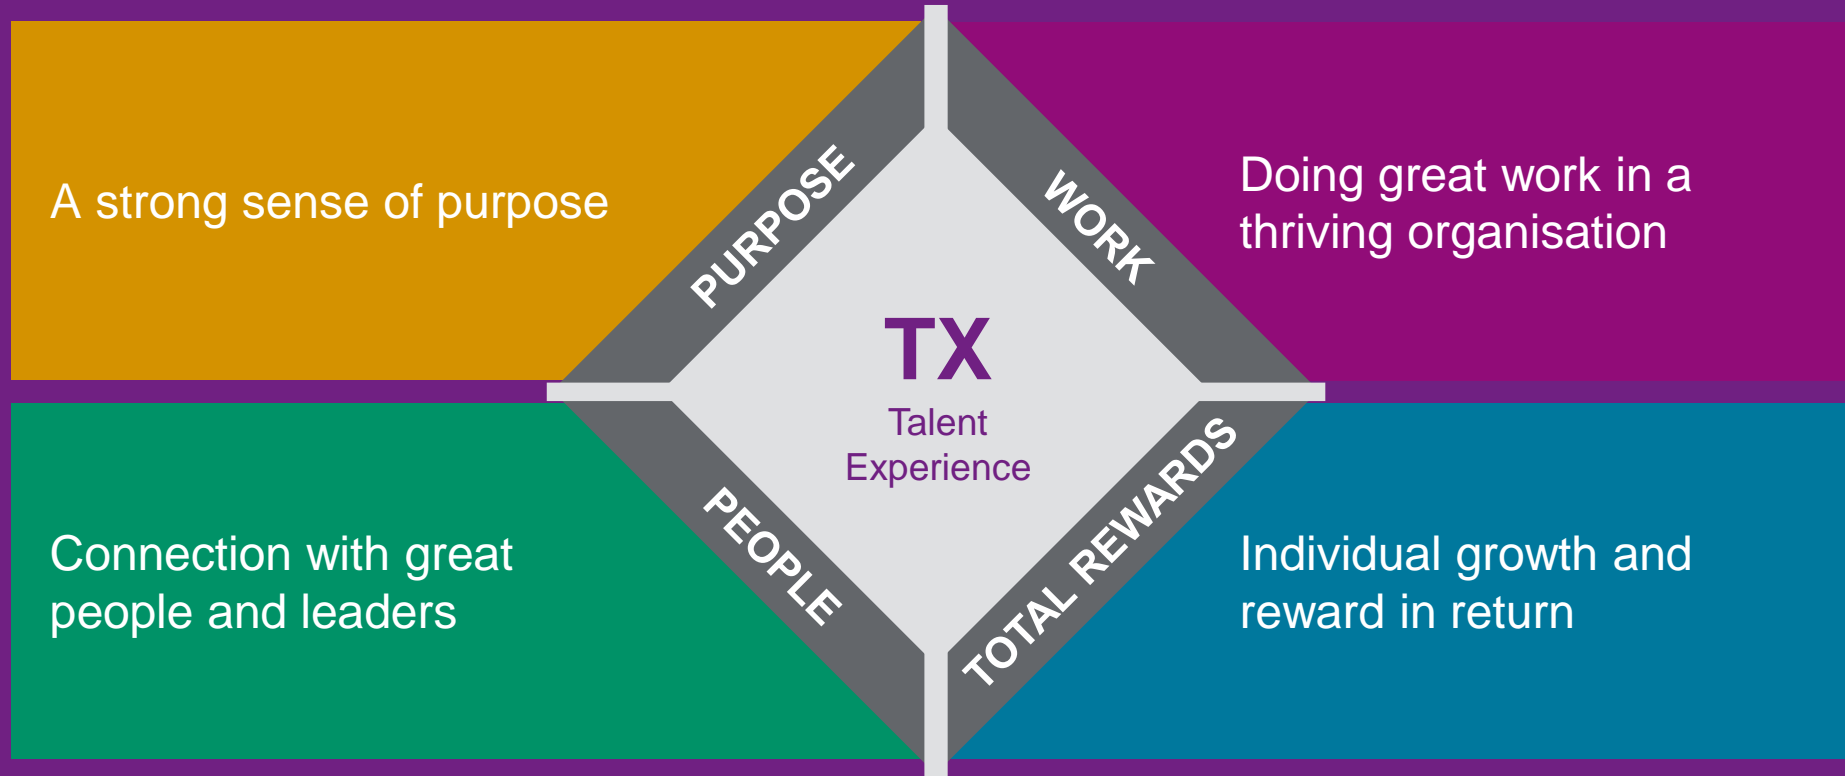 A strong sense of purpose
PURPOSE
WORK
Doing great work in a
thriving organisation
TX
Talent
Experience
Connection with great
people and leaders
PEOPLE
TOTAL REWARDS
Individual growth and
reward in return